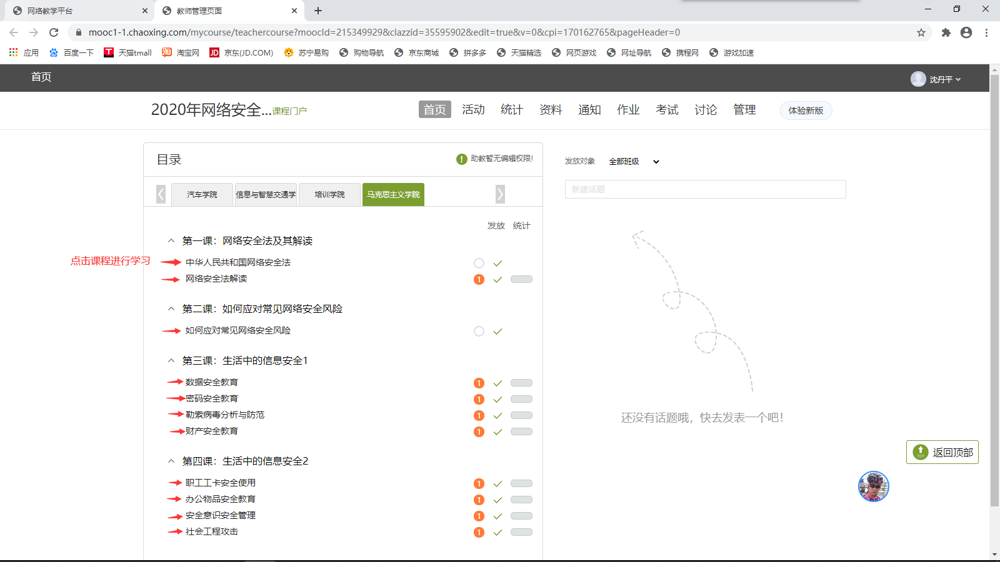 网络教学平台
教师管理页面
mooc1-1.chaoxing.com/mycourse/teachercourse?moocId=215349929&clazzid=35595902&edit=true&v=0&cpi=170162765&pageHeader=0
应用 百度一下 天猫tmall 淘宝网 京东(JD.COM) 苏宁易购 购物导航 京东商城 拼多多 天猫精选 网页游戏 网址导航 携程网 游戏加速
首页
沈丹平
2020年网络安全...课程门户
首页 活动 统计 资料 通知 作业 考试 讨论 管理 体验新版
目录
助教暂无编辑权限!
汽车学院 信息与智慧交通学 培训学院 马克思主义学院
发放 统计
第一课：网络安全法及其解读
点击课程进行学习
中华人民共和国网络安全法
网络安全法解读 1
第二课：如何应对常见网络安全风险
如何应对常见网络安全风险
第三课：生活中的信息安全1
数据安全教育 1
密码安全教育 1
勒索病毒分析与防范 1
财产安全教育 1
第四课：生活中的信息安全2
职工工卡安全使用 1
办公物品安全教育 1
安全意识安全管理 1
社会工程攻击 1
发放对象 全部班级
新建话题
还没有话题哦，快去发表一个吧！
TOP 返回顶部